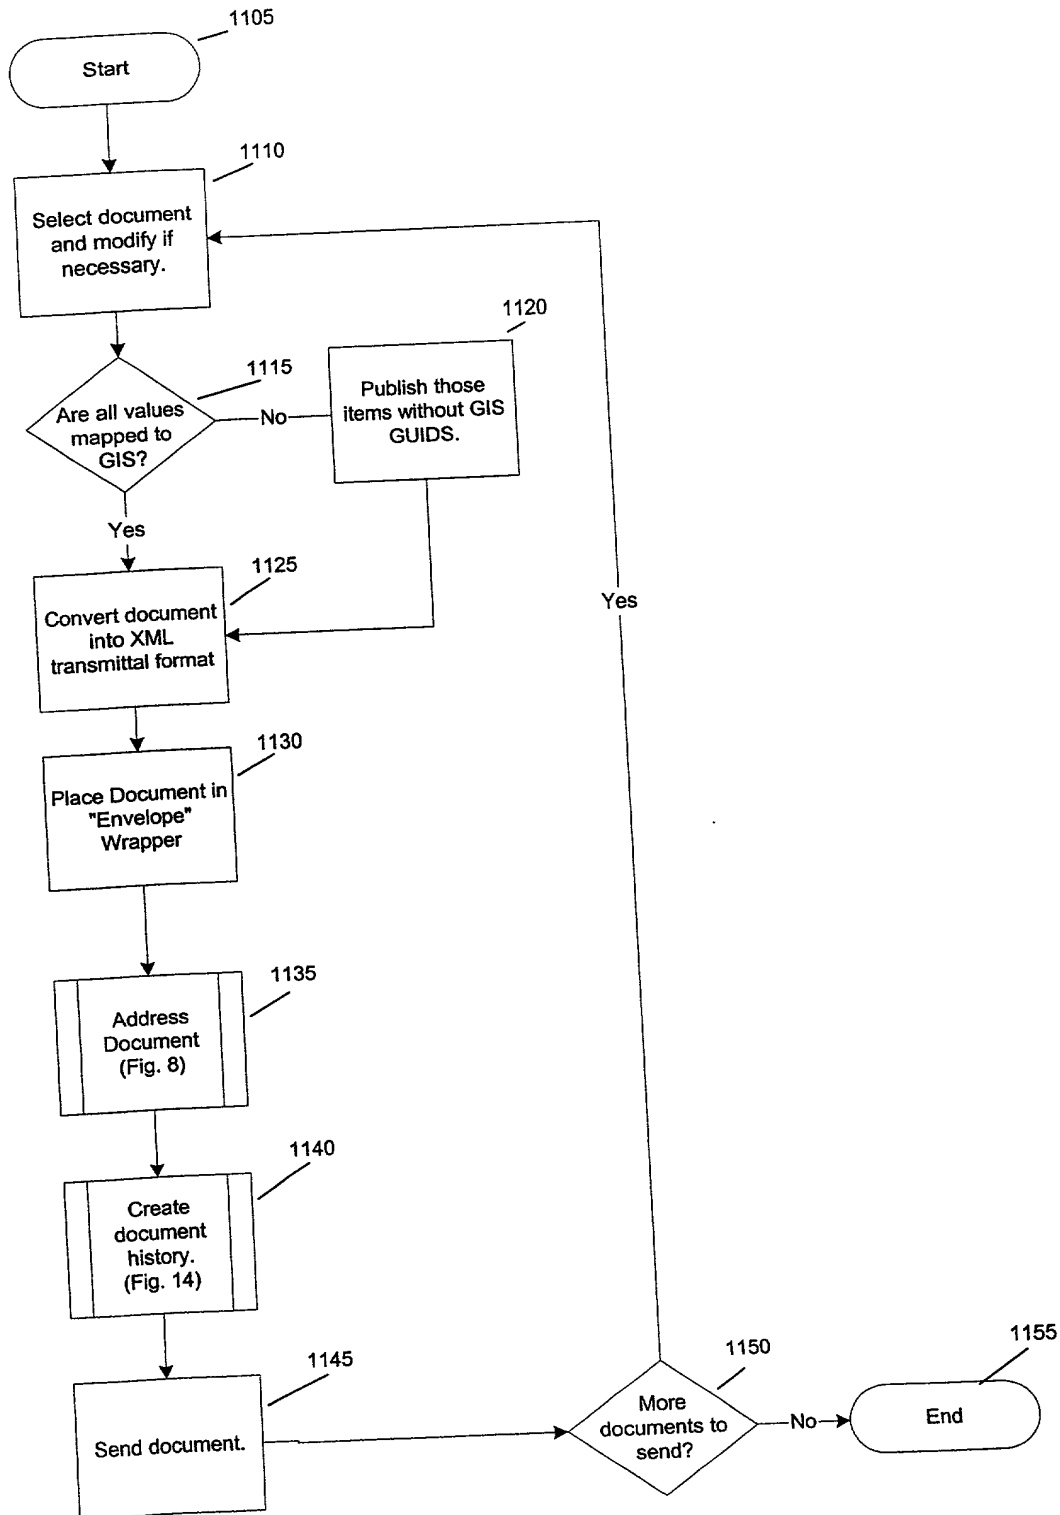 1105
Start
1110
Select document
and modify if
necessary.
1120
Publish those
items without GIS
GUIDS.
1115
Are all values
mapped to
GIS?
No
Yes
1125
Convert document
into XML
transmittal format
Yes
1130
Place Document in
"Envelope"
Wrapper
1135
Address
Document
(Fig. 8)
1140
Create
document
history.
(Fig. 14)
1145
Send document.
1150
More
documents to
send?
No
1155
End